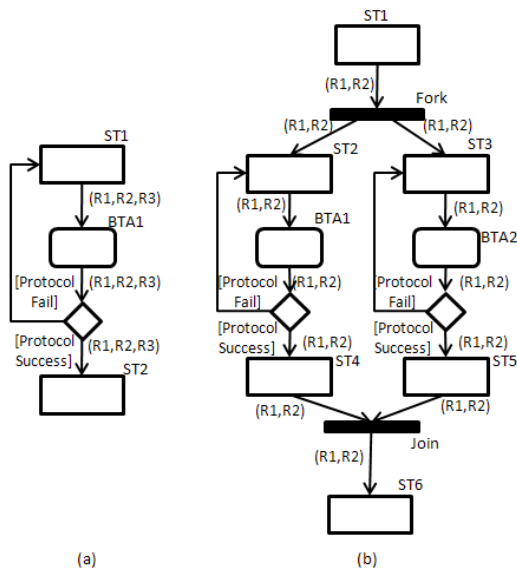 ST1
(R1,R2,R3)
BTA1
(R1,R2,R3)
[Protocol
Fail]
(R1,R2,R3)
[Protocol
Success]
ST2
(a)
ST1
(R1,R2)
Fork
(R1,R2)
(R1,R2)
ST2
ST3
(R1,R2)
(R1,R2)
BTA1
BTA2
(R1,R2)
(R1,R2)
[Protocol
Fail]
[Protocol
Fail]
[Protocol
Success]
[Protocol
Success]
(R1,R2)
(R1,R2)
ST4
ST5
(R1,R2)
(R1,R2)
Join
(R1,R2)
ST6
(b)